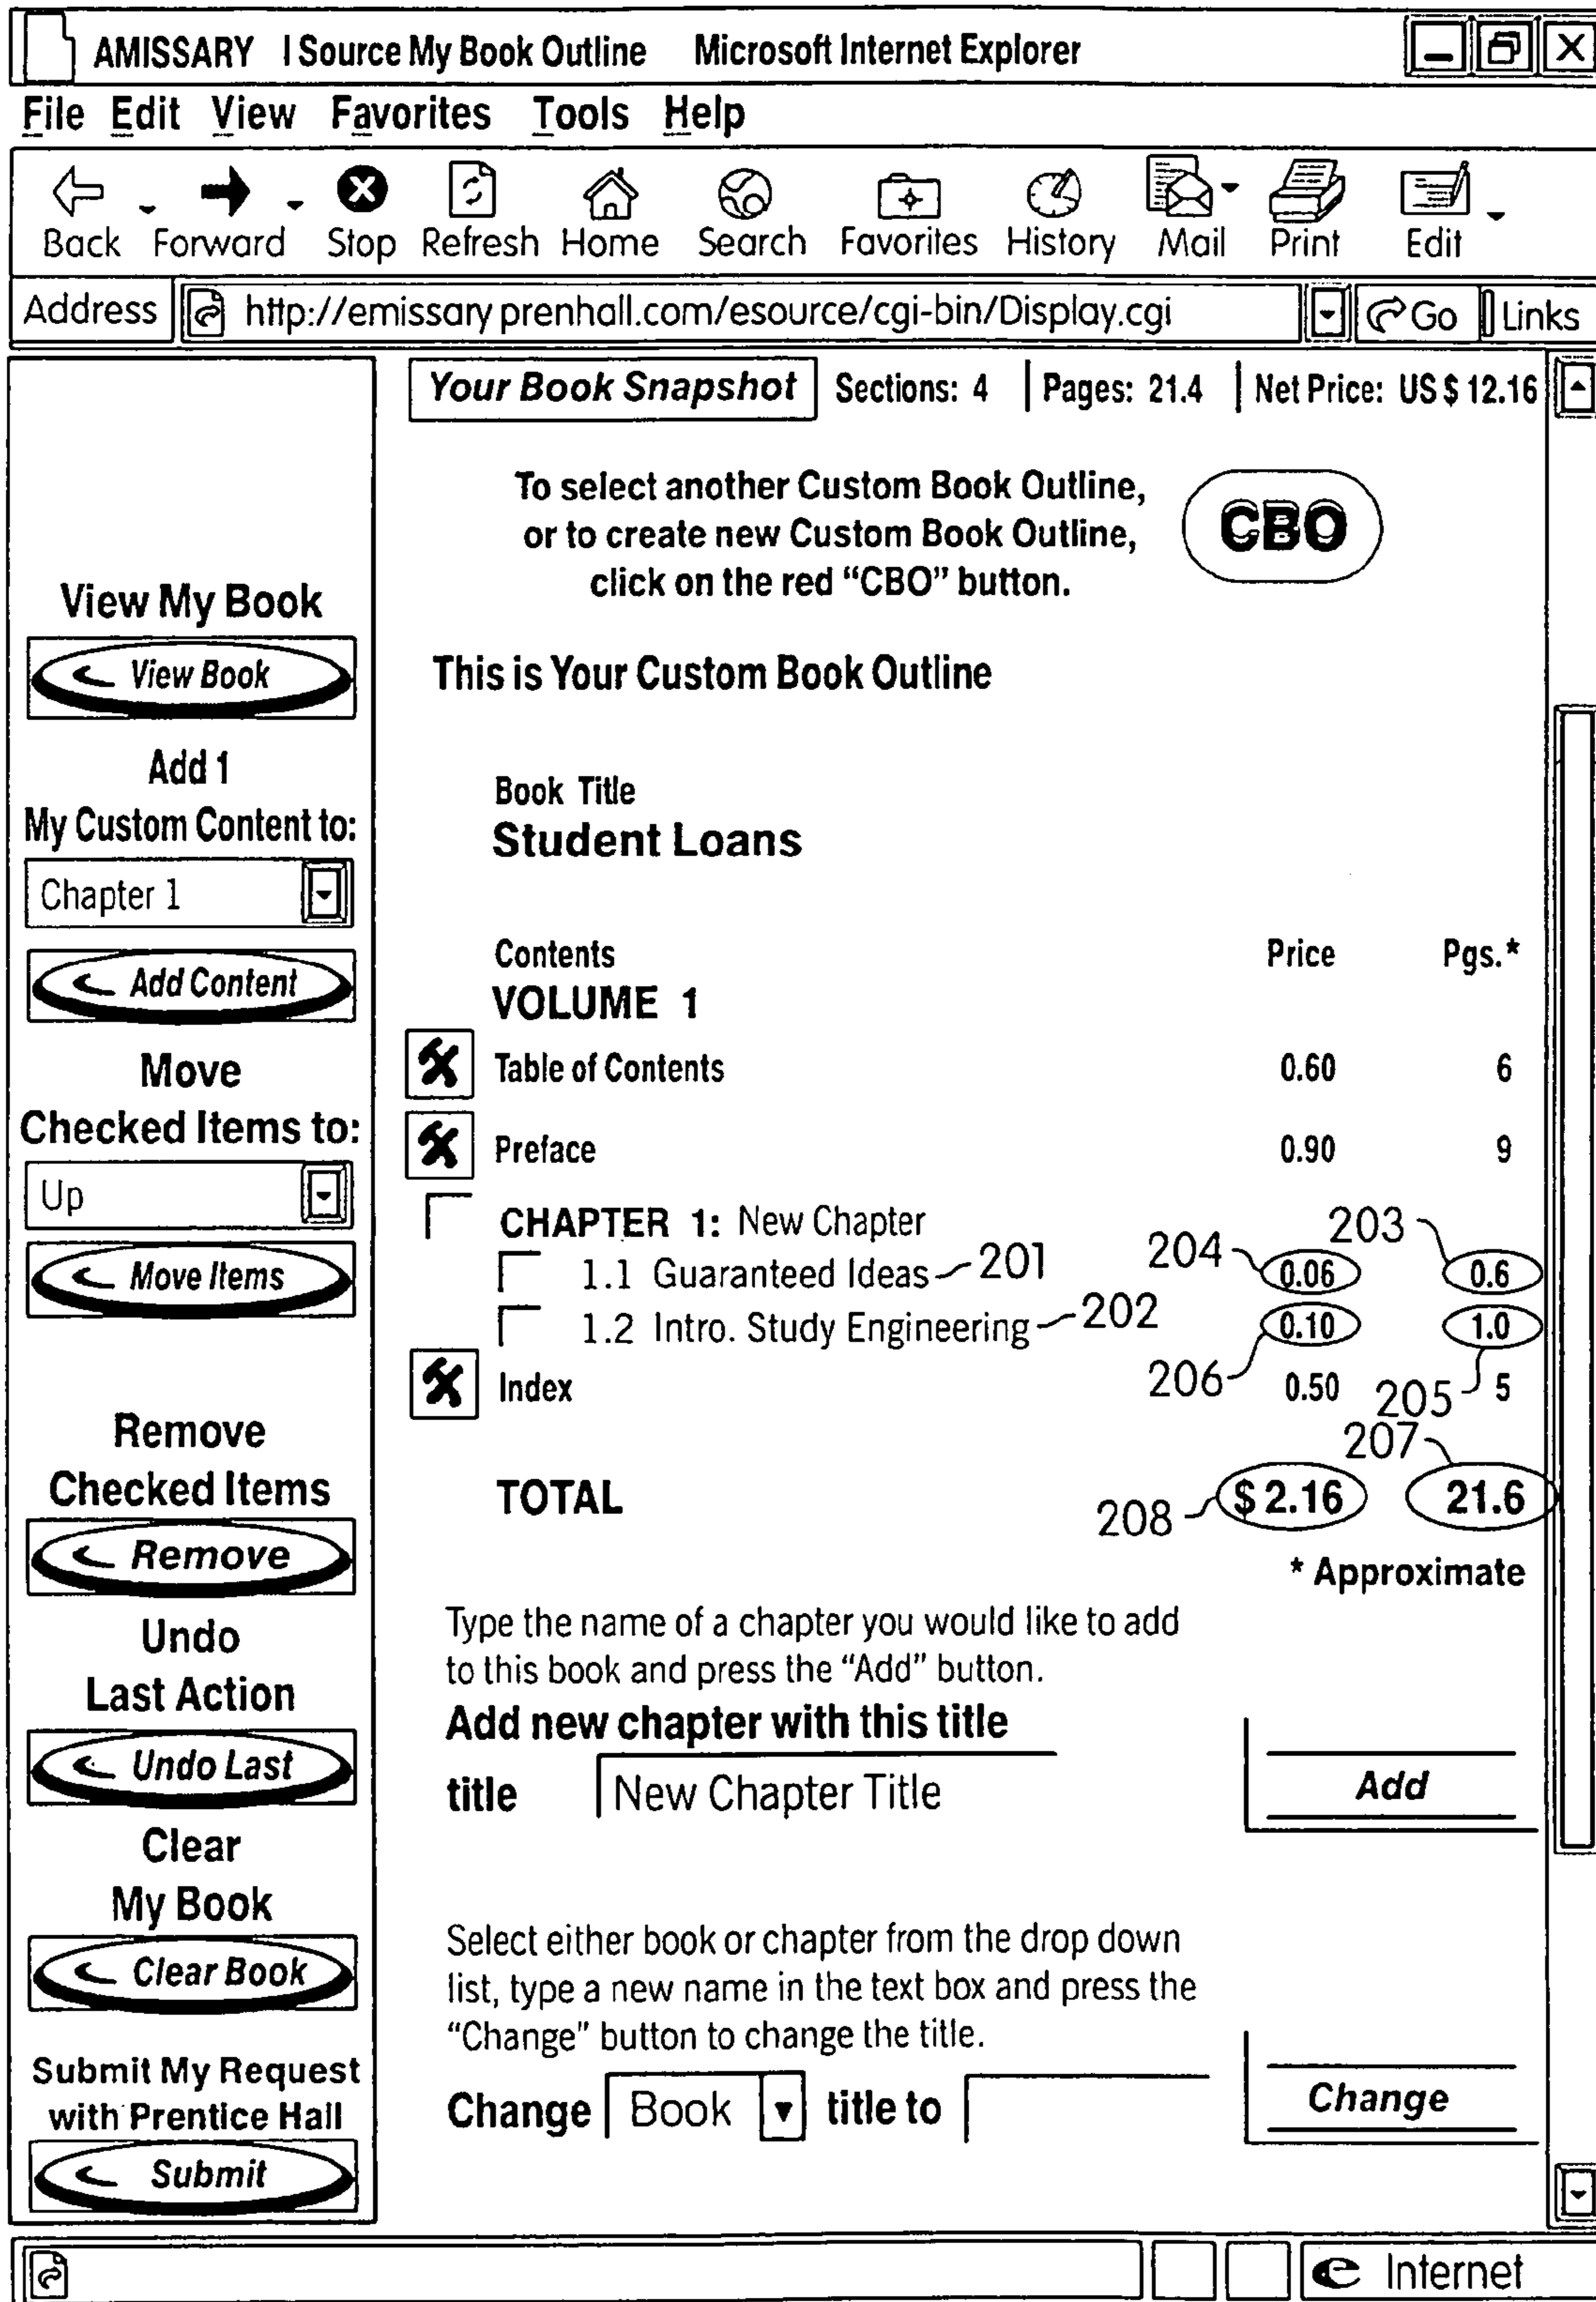 AMISSARY I Source My Book Outline Microsoft Internet Explorer
File Edit View Favorites Tools Help
Back Forward Stop Refresh Home Search Favorites History Mail Print Edit
Address http://emissary prenhall.com/esource/cgi-bin/Display.cgi Go Links
Your Book Snapshot Sections: 4 Pages: 21.4 Net Price: US $ 12.16
To select another Custom Book Outline,
or to create new Custom Book Outline,
click on the red “CBO” button.
CBO
View My Book
View Book
Add 1
My Custom Content to:
Chapter 1
Add Content
Move
Checked Items to:
Up
Move Items
Remove
Checked Items
Remove
Undo
Last Action
Undo Last
Clear
My Book
Clear Book
Submit My Request
with Prentice Hall
Submit
This is Your Custom Book Outline
Book Title
Student Loans
Contents Price Pgs.*
VOLUME 1
Table of Contents 0.60 6
Preface 0.90 9
CHAPTER 1: New Chapter 203
1.1 Guaranteed Ideas 201 204 0.06 0.6
1.2 Intro. Study Engineering 202 0.10 1.0
Index 206 0.50 205 5
207
TOTAL 208 $ 2.16 21.6
* Approximate
Type the name of a chapter you would like to add
to this book and press the “Add” button.
Add new chapter with this title
title New Chapter Title Add
Select either book or chapter from the drop down
list, type a new name in the text box and press the
“Change” button to change the title.
Change Book title to Change
Internet